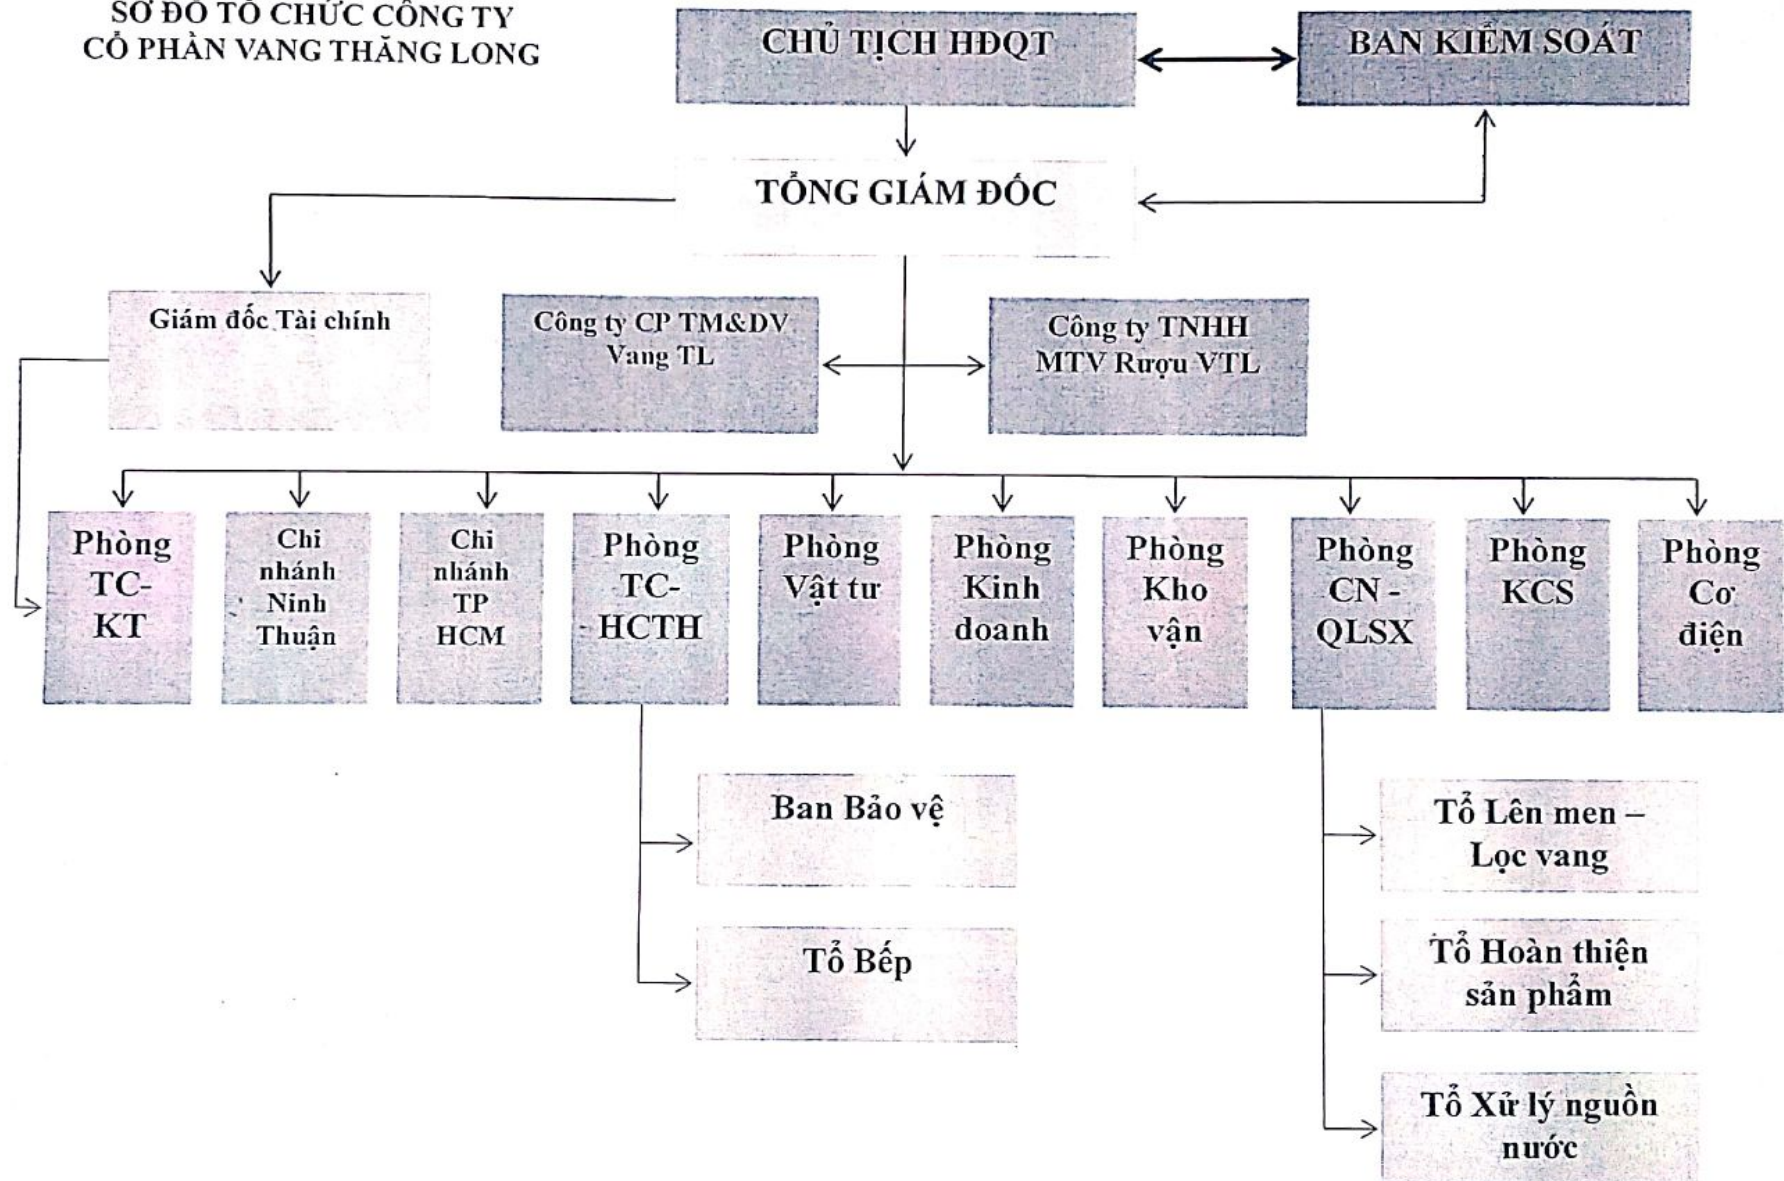 SƠ ĐỒ TỔ CHỨC CÔNG TY
CỔ PHẦN VANG THĂNG LONG
CHỦ TỊCH HĐQT
BAN KIỂM SOÁT
TỔNG GIÁM ĐỐC
Giám đốc Tài chính
Công ty CP TM&DV
Vang TL
Công ty TNHH
MTV Rượu VTL
Phòng
TC-
KT
Chi
nhánh
Ninh
Thuận
Chi
nhánh
TP
HCM
Phòng
TC-
HCTH
Phòng
Vật tư
Phòng
Kinh
doanh
Phòng
Kho
vận
Phòng
CN -
QLSX
Phòng
KCS
Phòng
Cơ
điện
Ban Bảo vệ
Tổ Bếp
Tổ Lên men –
Lọc vang
Tổ Hoàn thiện
sản phẩm
Tổ Xử lý nguồn
nước